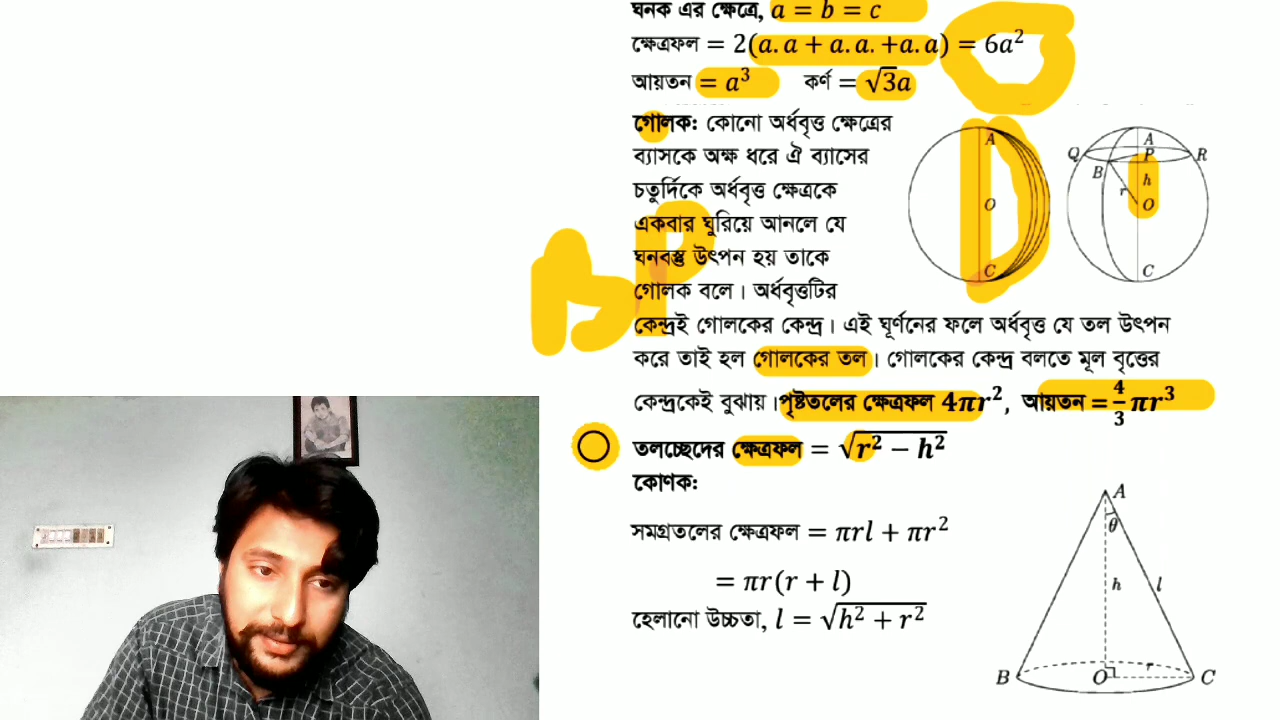 ঘনক এর ক্ষেত্রে, a = b = c
ক্ষেত্রফল = 2(a. a + a. a. +a. a) = 6a²
আয়তন = a³ কর্ণ = √3a
গোলক: কোনো অর্ধবৃত্ত ক্ষেত্রের
ব্যাসকে অক্ষ ধরে ঐ ব্যাসের
চতুর্দিকে অর্ধবৃত্ত ক্ষেত্রকে
একবার ঘুরিয়ে আনলে যে
ঘনবস্তু উৎপন হয় তাকে
গোলক বলে। অর্ধবৃত্তটির
কেন্দ্রই গোলকের কেন্দ্র। এই ঘূর্ণনের ফলে অর্ধবৃত্ত যে তল উৎপন
করে তাই হল গোলকের তল। গোলকের কেন্দ্র বলতে মূল বৃত্তের
কেন্দ্রকেই বুঝায়। পৃষ্টতলের ক্ষেত্রফল 4πr², আয়তন = 4/3 πr³
তলচ্ছেদের ক্ষেত্রফল = √(r² − h²)
কোণক:
সমগ্রতলের ক্ষেত্রফল = πrl + πr²
= πr(r + l)
হেলানো উচ্চতা, l = √(h² + r²)
A
O
C
A
Q P R
B
h
r
O
C
A
θ
h l
r
B O C